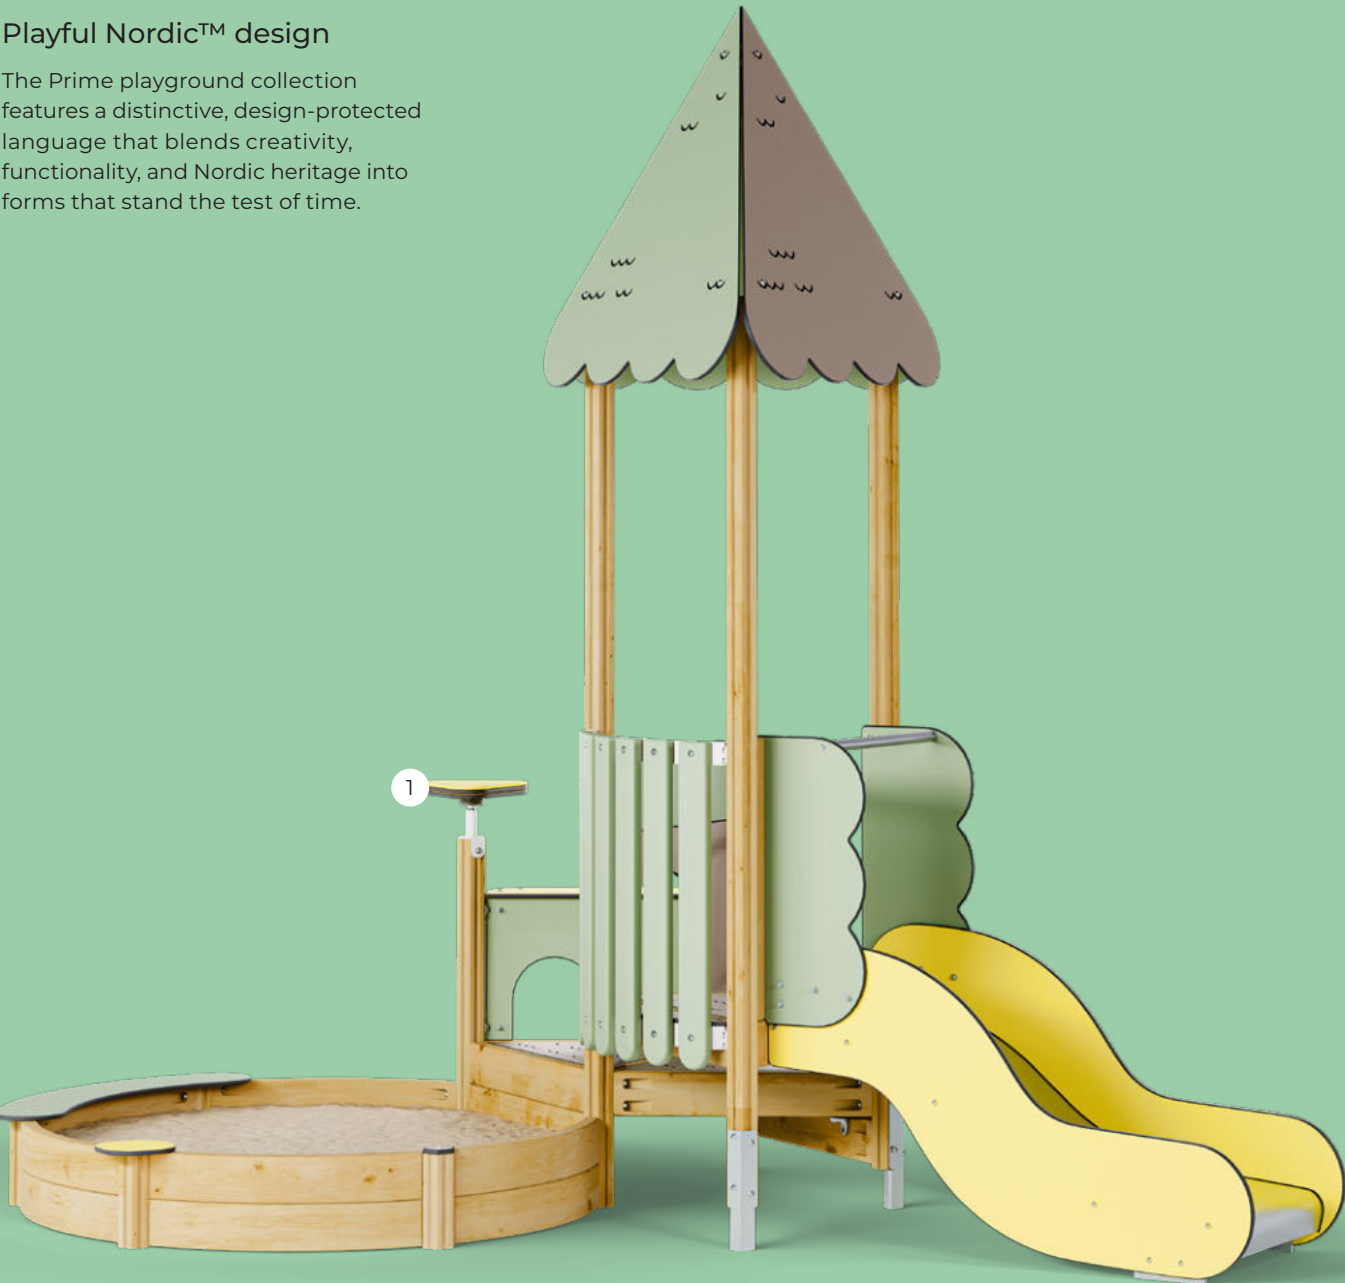 Playful Nordic™ design
The Prime playground collection
features a distinctive, design-protected
language that blends creativity,
functionality, and Nordic heritage into
forms that stand the test of time.
1